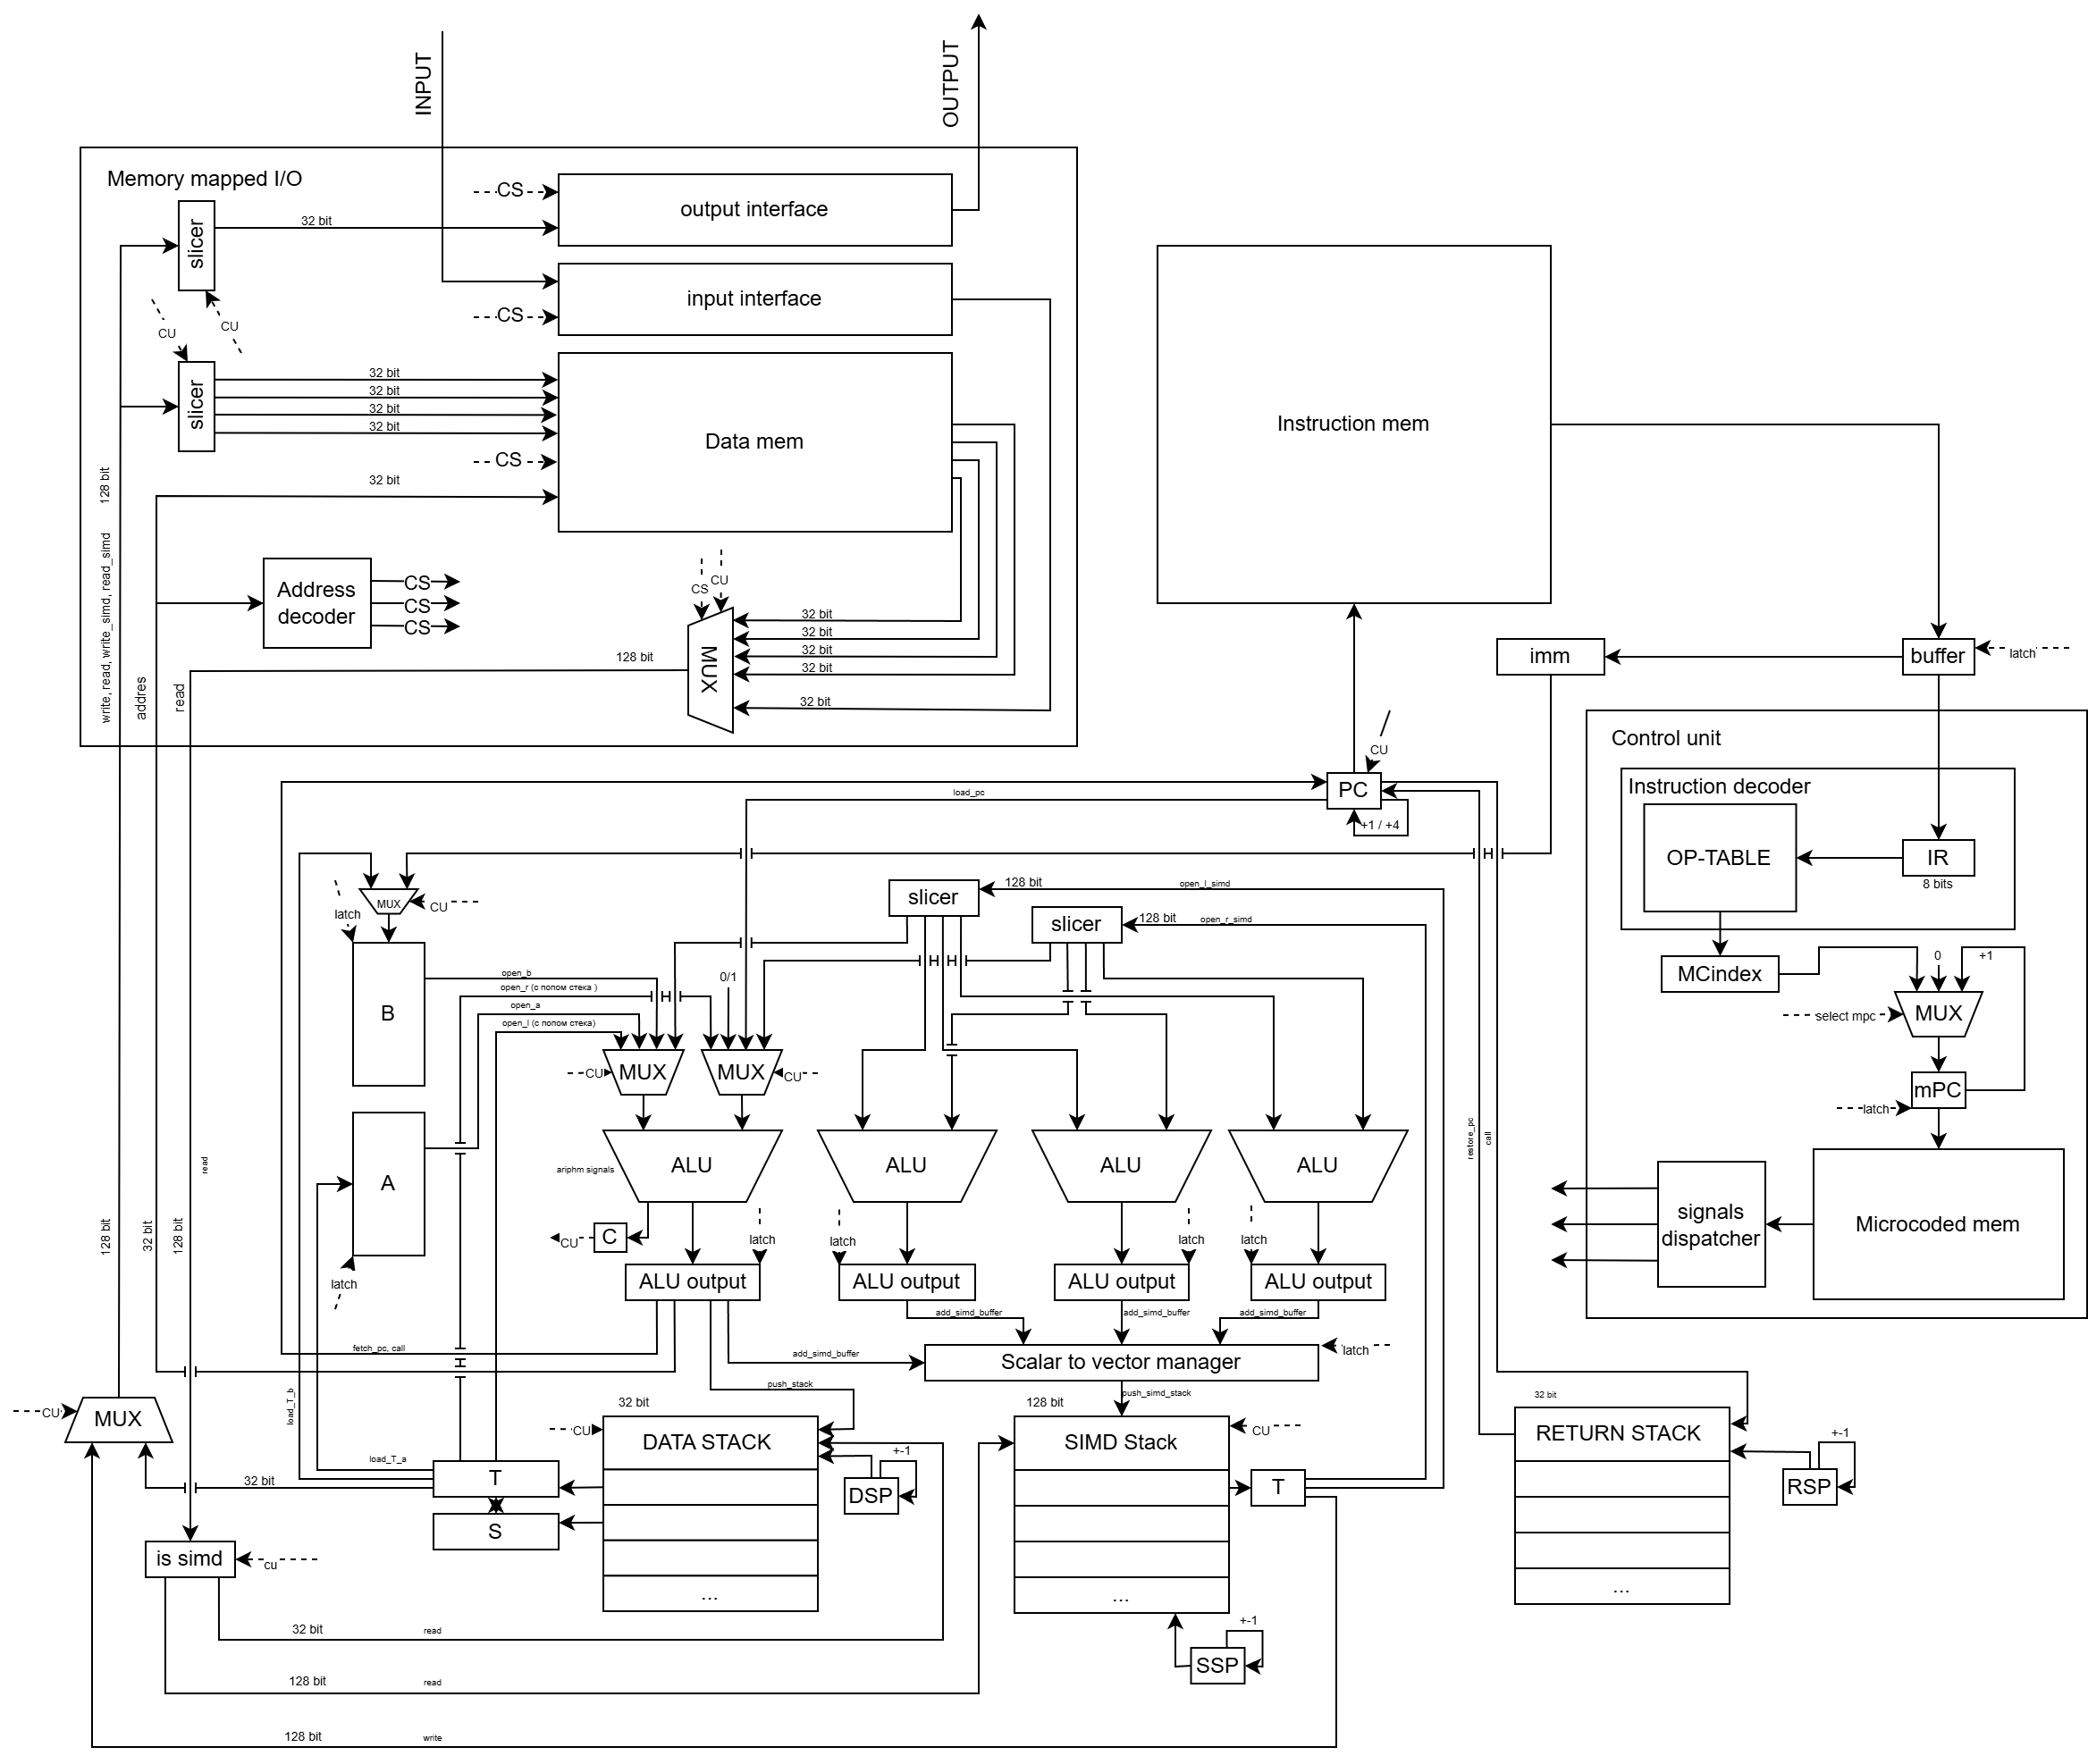 INPUT
OUTPUT
Memory mapped I/O
slicer
32 bit
CS
output interface
CS
input interface
CU
CU
slicer
32 bit
32 bit
32 bit
32 bit
CS
Data mem
32 bit
128 bit
write, read, write_simd, read_simd
addres
read
Address
decoder
CS
CS
CS
CS
CU
MUX
32 bit
32 bit
32 bit
32 bit
32 bit
128 bit
Instruction mem
imm
buffer
latch
CU
PC
+1 / +4
load_pc
Control unit
Instruction decoder
OP-TABLE
IR
8 bits
MCindex
0
+1
select mpc
MUX
mPC
latch
Microcoded mem
signals
dispatcher
MUX
CU
latch
B
A
latch
open_b
open_r (с попом стека )
open_a
open_l (с попом стека)
0/1
slicer
128 bit
open_l_simd
slicer
128 bit
open_r_simd
CU
MUX
MUX
CU
ariphm signals
ALU
ALU
ALU
ALU
C
CU
latch
latch
latch
latch
ALU output
ALU output
ALU output
ALU output
add_simd_buffer
add_simd_buffer
add_simd_buffer
add_simd_buffer
Scalar to vector manager
latch
fetch_pc, call
push_stack
push_simd_stack
restore_pc
call
read
128 bit
32 bit
128 bit
CU
MUX
load_T_b
load_T_a
32 bit
T
S
32 bit
CU
DATA STACK
...
+-1
DSP
128 bit
CU
SIMD Stack
...
T
+-1
SSP
32 bit
RETURN STACK
...
+-1
RSP
is simd
cu
32 bit
read
128 bit
read
128 bit
write